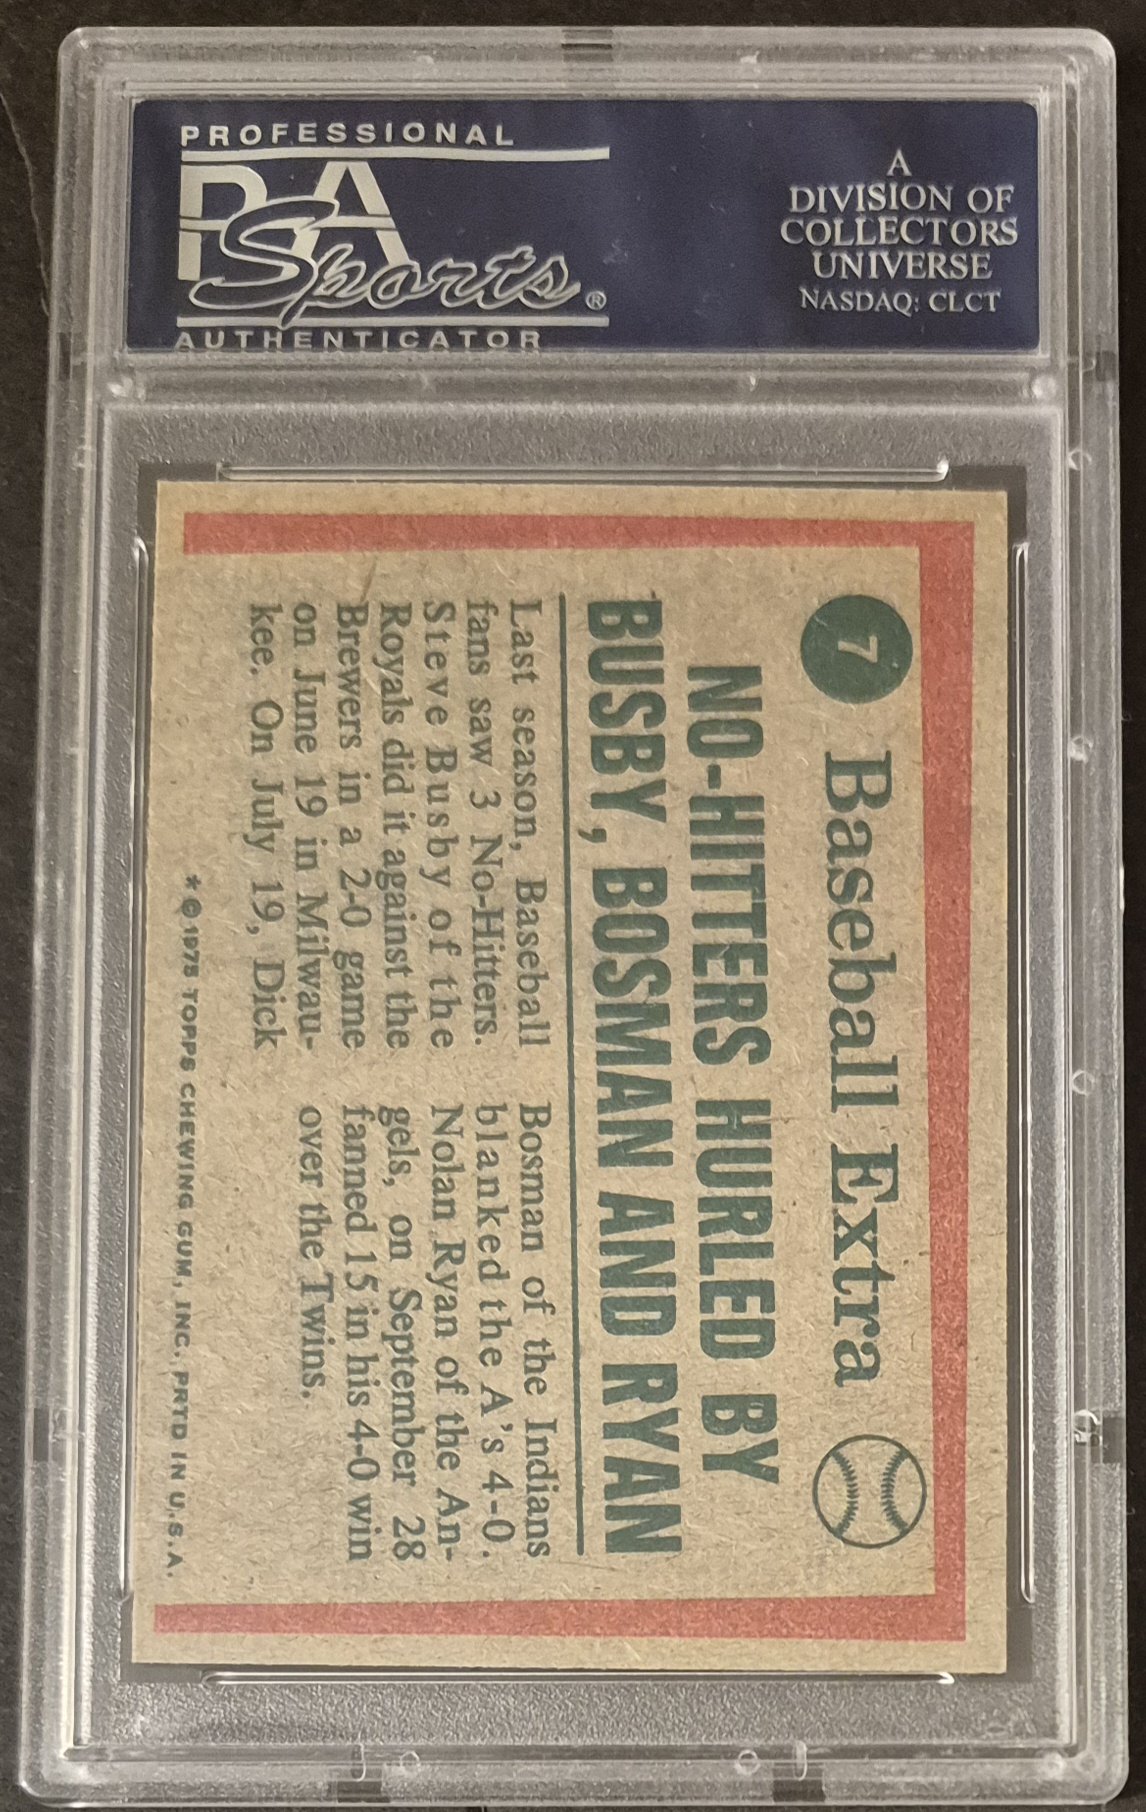 PROFESSIONAL
PSA
Sports®
AUTHENTICATOR
A
DIVISION OF
COLLECTORS
UNIVERSE
NASDAQ: CLCT
7 Baseball Extra
NO-HITTERS HURLED BY
BUSBY, BOSMAN AND RYAN
Last season, Baseball
fans saw 3 No-Hitters.
Steve Busby of the
Royals did it against the
Brewers in a 2-0 game
on June 19 in Milwau-
kee. On July 19, Dick
Bosman of the Indians
blanked the A's 4-0.
Nolan Ryan of the An-
gels, on September 28
fanned 15 in his 4-0 win
over the Twins.
*© 1975 TOPPS CHEWING GUM, INC., PRTD IN U.S.A.